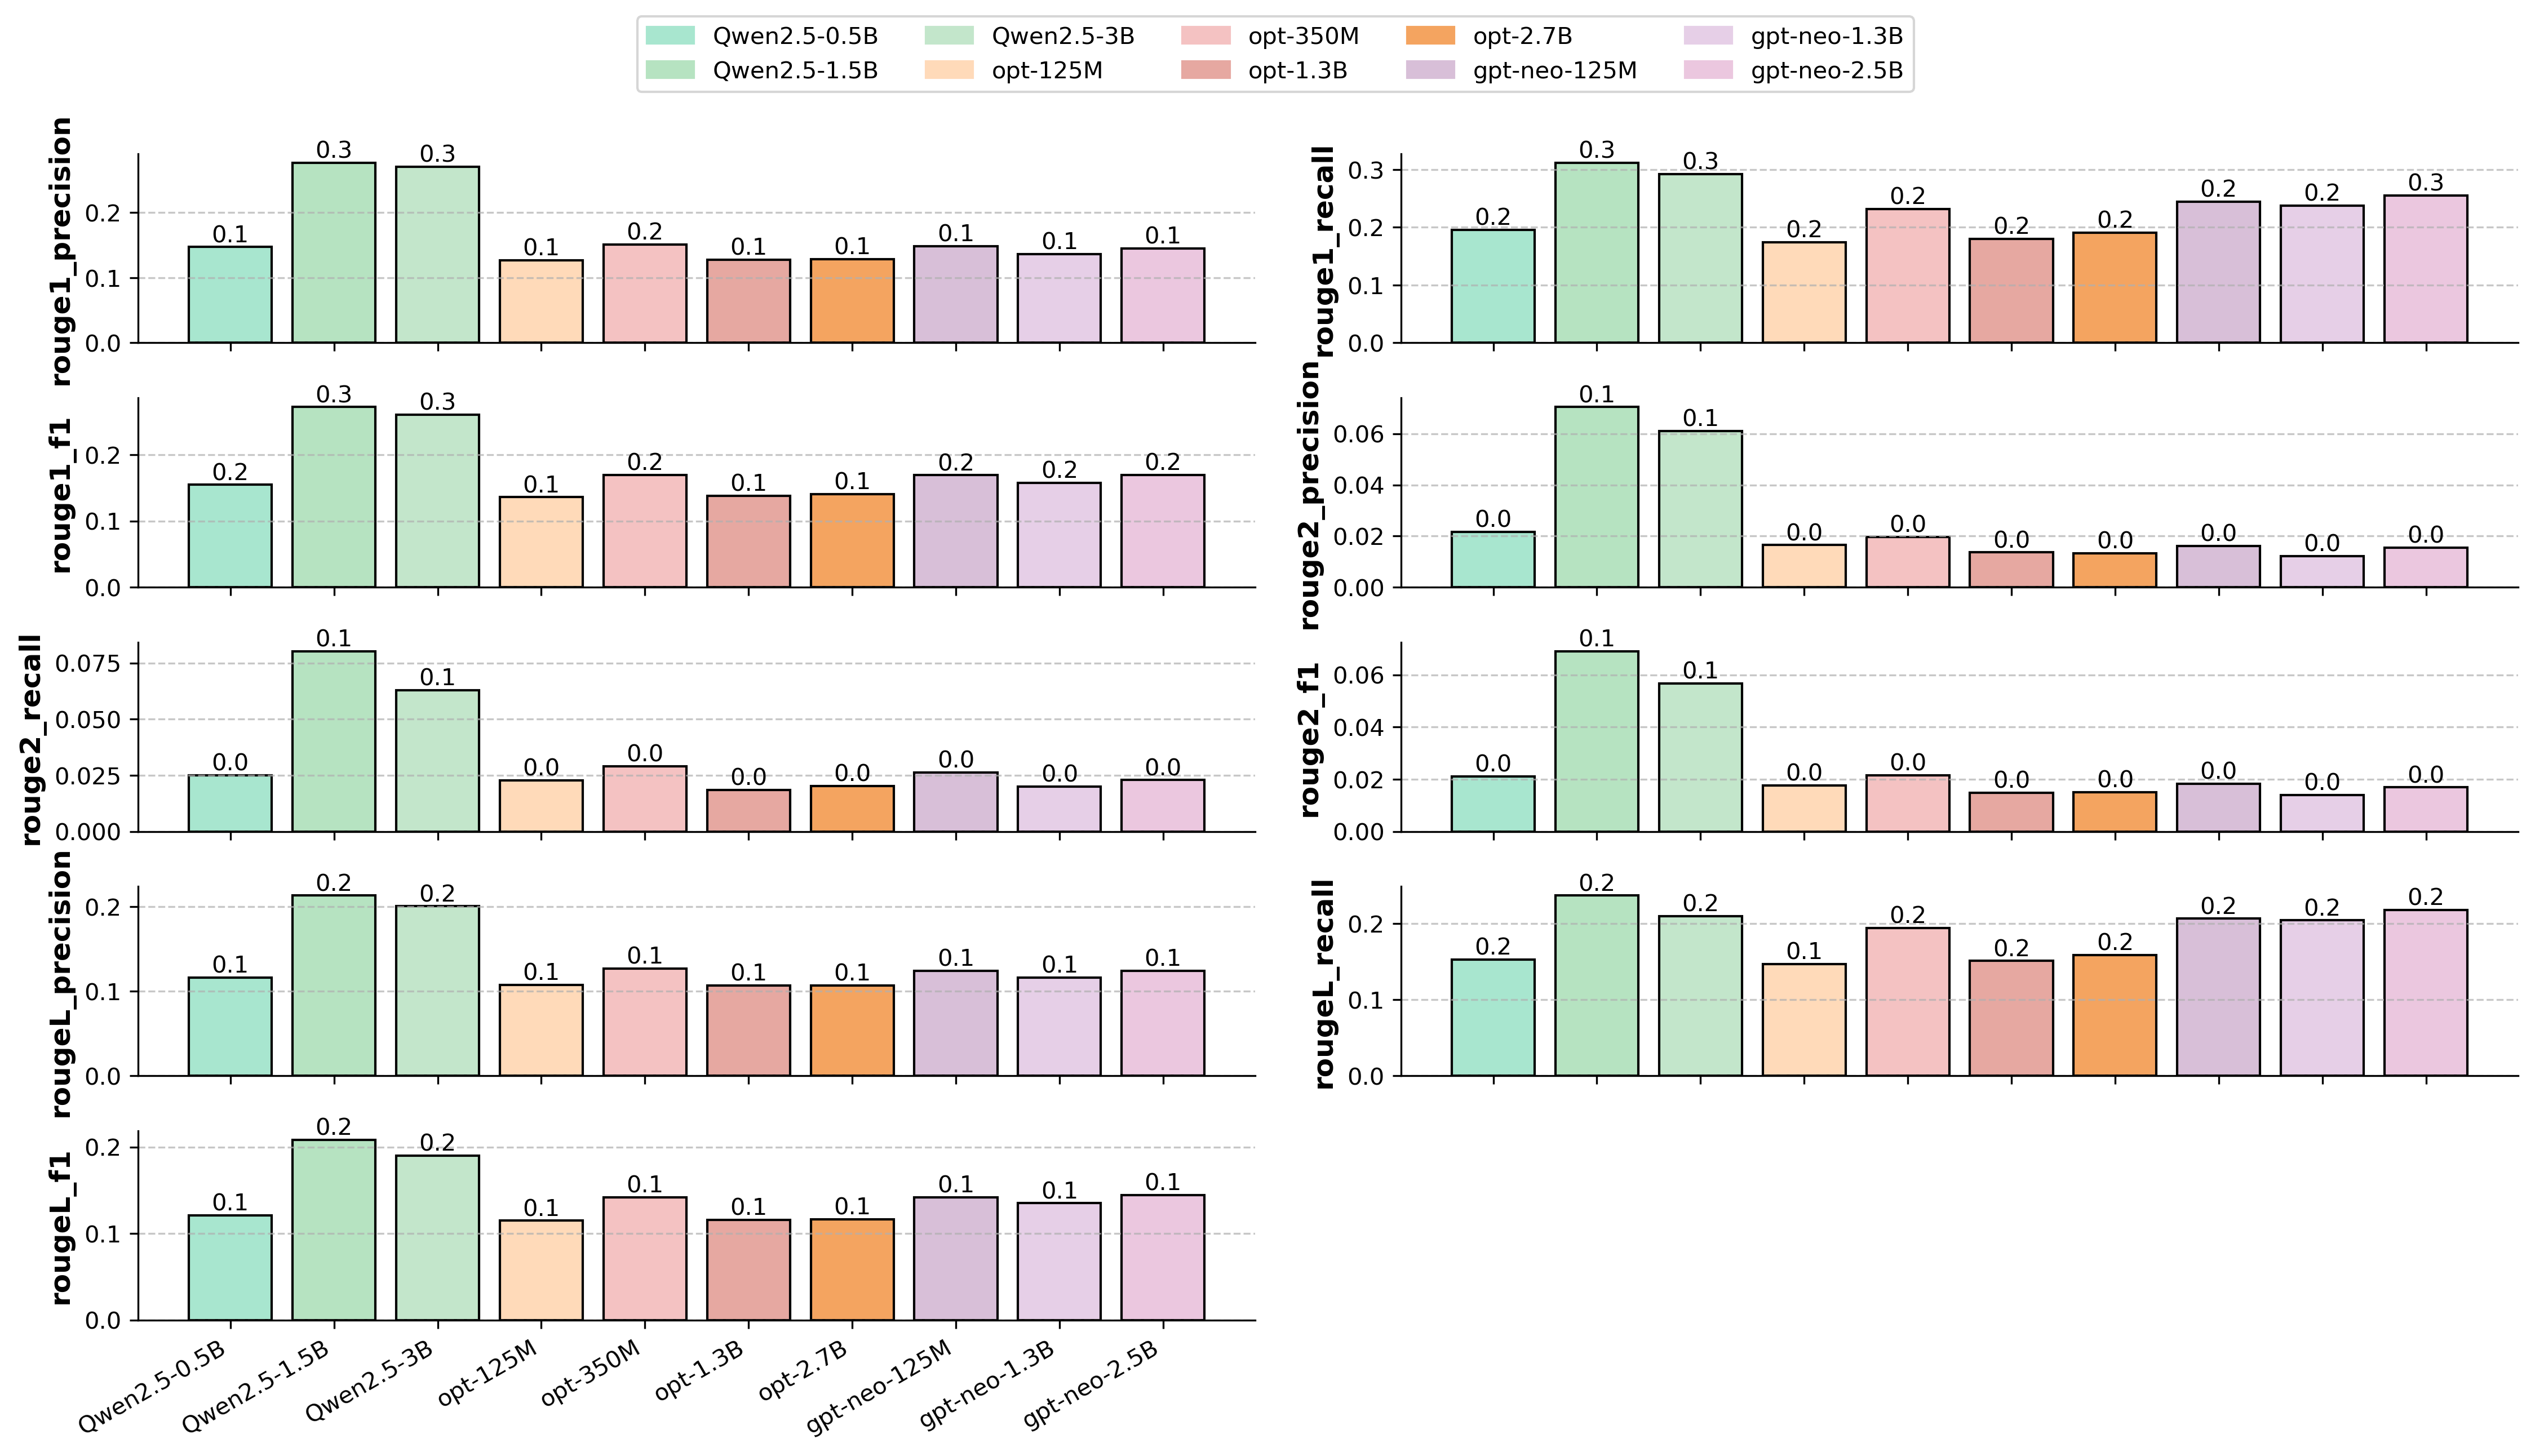 Qwen2.5-0.5B Qwen2.5-3B opt-350M opt-2.7B gpt-neo-1.3B
Qwen2.5-1.5B opt-125M opt-1.3B gpt-neo-125M gpt-neo-2.5B
rouge1_precision
0.2
0.1
0.0
0.1 0.3 0.3 0.1 0.2 0.1 0.1 0.1 0.1 0.1
rouge1_recall
0.3
0.2
0.1
0.0
0.2 0.3 0.3 0.2 0.2 0.2 0.2 0.2 0.2 0.3
rouge1_f1
0.2
0.1
0.0
0.2 0.3 0.3 0.1 0.2 0.1 0.1 0.2 0.2 0.2
rouge2_precision
0.06
0.04
0.02
0.00
0.0 0.1 0.1 0.0 0.0 0.0 0.0 0.0 0.0 0.0
rouge2_recall
0.075
0.050
0.025
0.000
0.0 0.1 0.1 0.0 0.0 0.0 0.0 0.0 0.0 0.0
rouge2_f1
0.06
0.04
0.02
0.00
0.0 0.1 0.1 0.0 0.0 0.0 0.0 0.0 0.0 0.0
rougeL_precision
0.2
0.1
0.0
0.1 0.2 0.2 0.1 0.1 0.1 0.1 0.1 0.1 0.1
rougeL_recall
0.2
0.1
0.0
0.2 0.2 0.2 0.1 0.2 0.2 0.2 0.2 0.2 0.2
rougeL_f1
0.2
0.1
0.0
0.1 0.2 0.2 0.1 0.1 0.1 0.1 0.1 0.1 0.1
Qwen2.5-0.5B Qwen2.5-1.5B Qwen2.5-3B opt-125M opt-350M opt-1.3B opt-2.7B gpt-neo-125M gpt-neo-1.3B gpt-neo-2.5B